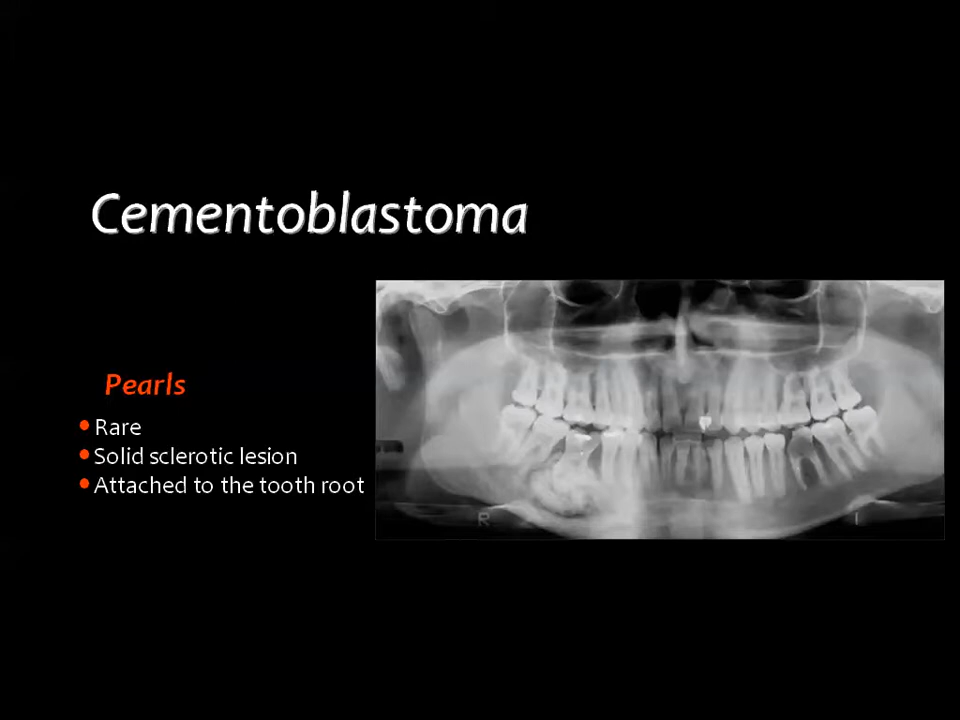 Cementoblastoma
Pearls
Rare
Solid sclerotic lesion
Attached to the tooth root
R